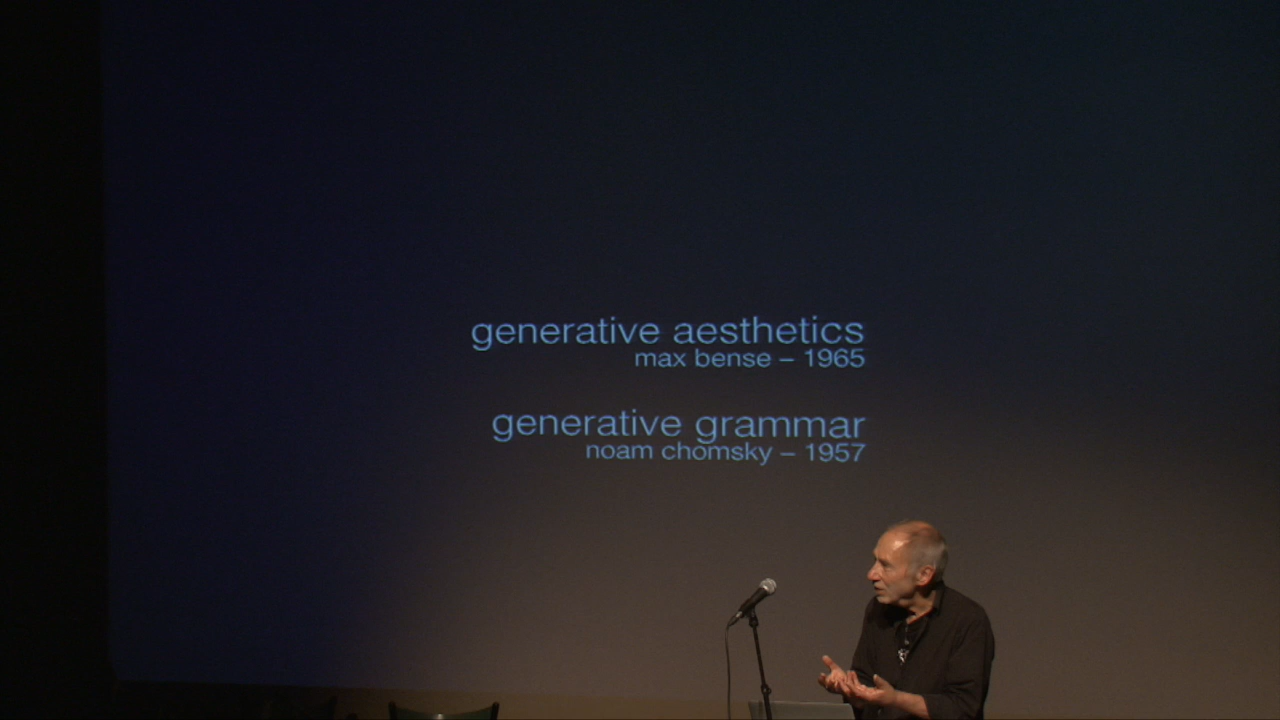 generative aesthetics
max bense – 1965
generative grammar
noam chomsky – 1957